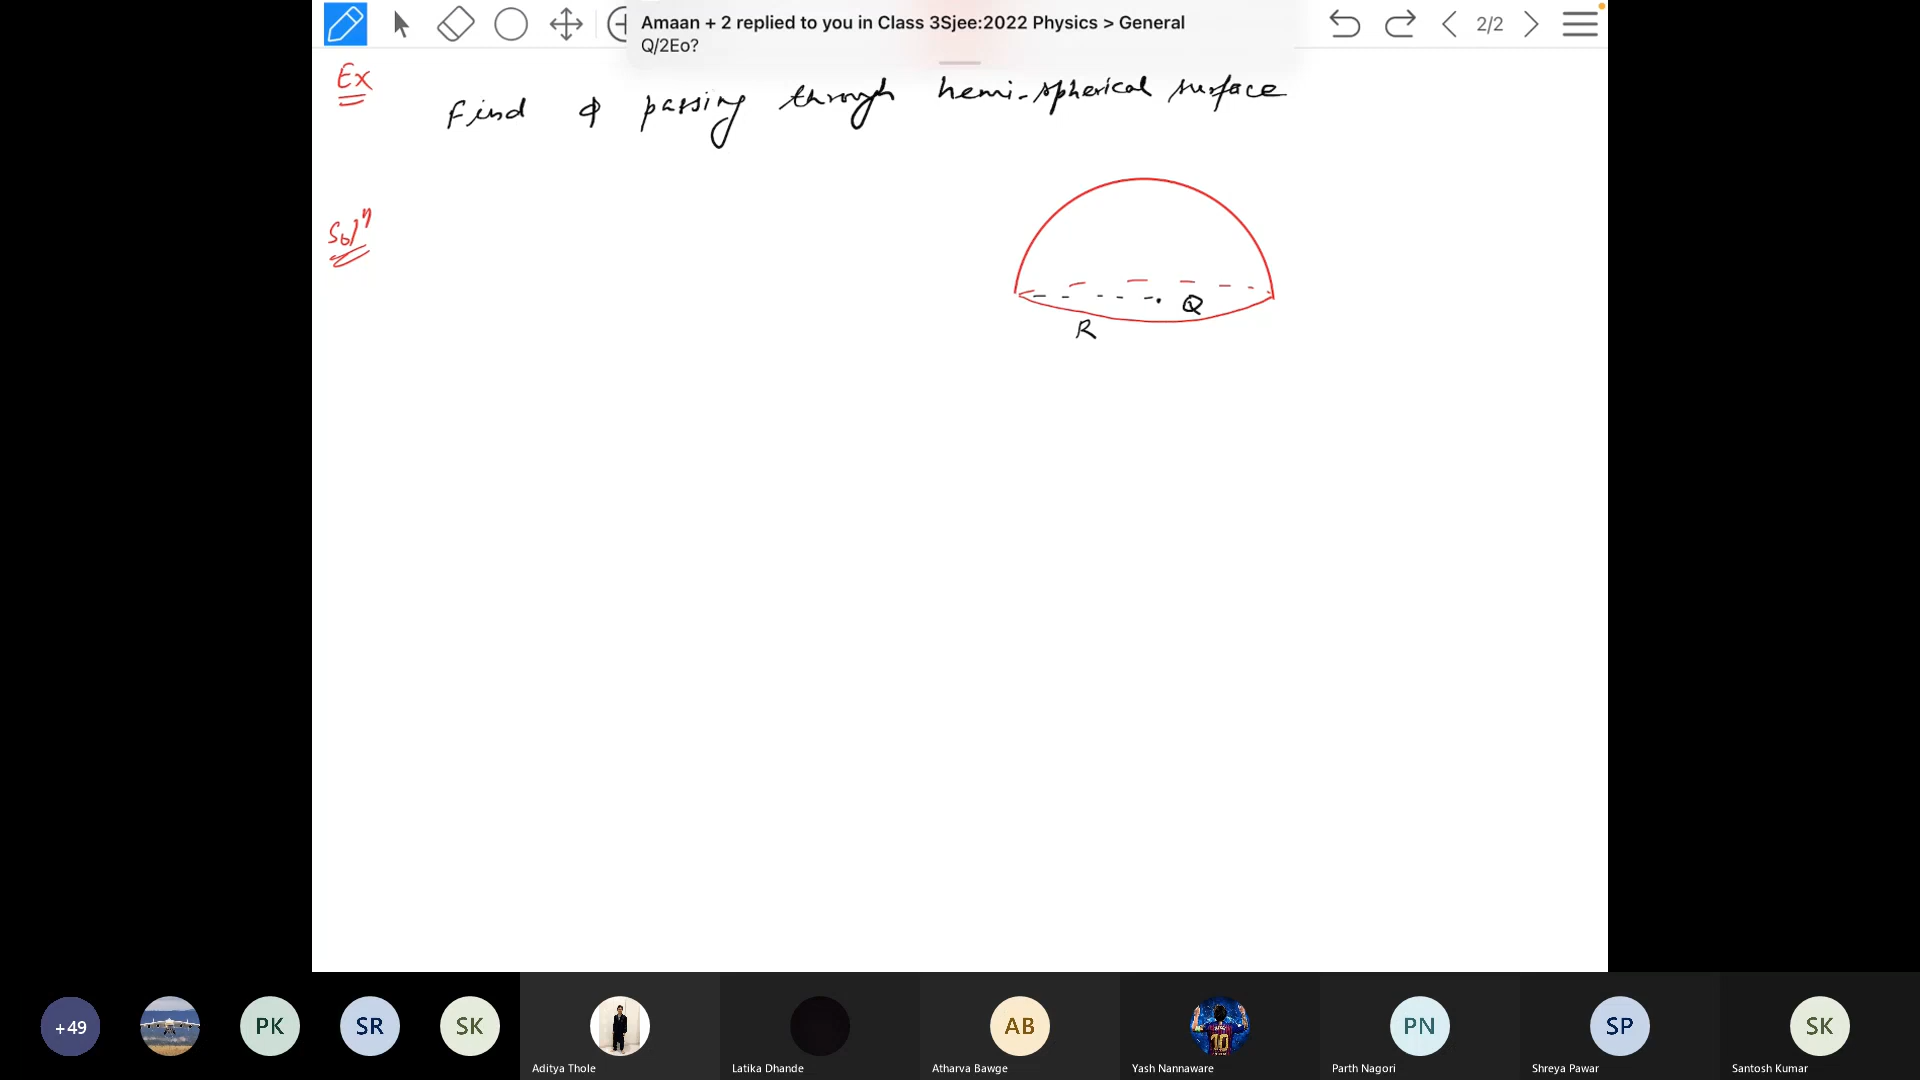 Amaan + 2 replied to you in Class 3Sjee:2022 Physics > General
Q/2Eo?
2/2
Ex
Find ϕ passing through hemi-spherical surface
Solⁿ
Q
R
+49
PK
SR
SK
AB
10
PN
SP
SK
Aditya Thole
Latika Dhande
Atharva Bawge
Yash Nannaware
Parth Nagori
Shreya Pawar
Santosh Kumar